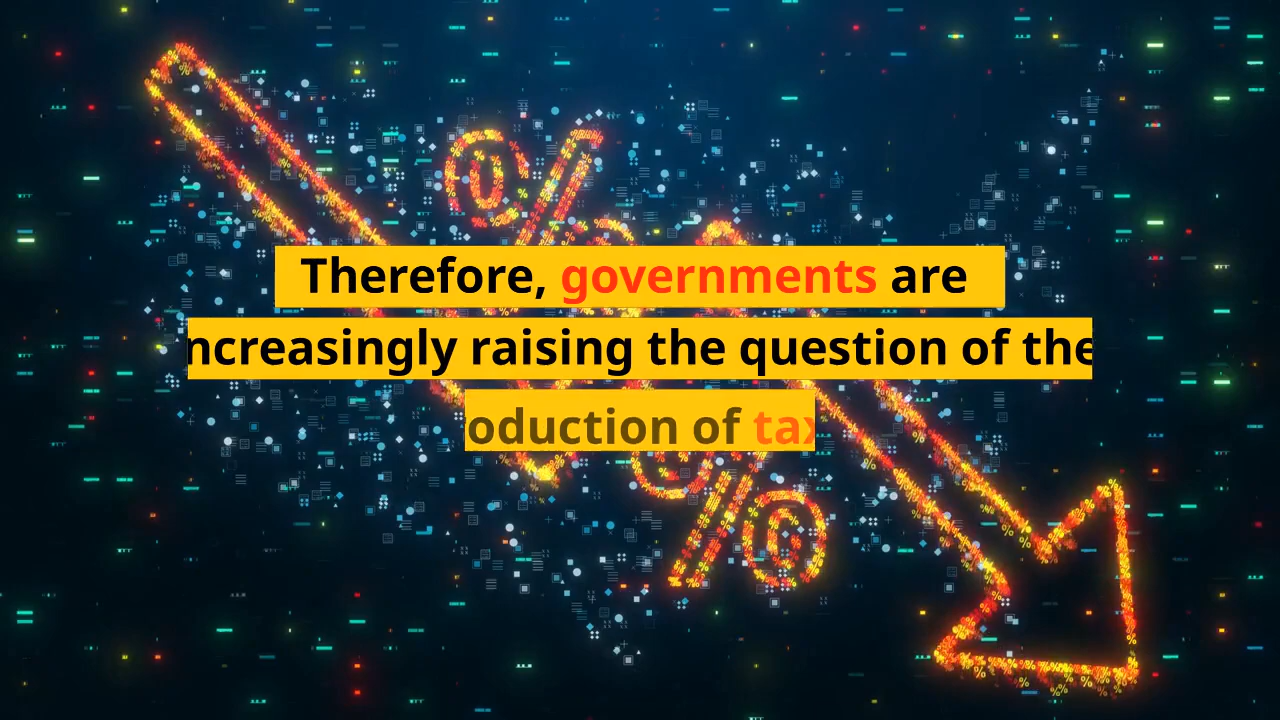 Therefore, governments are
ncreasingly raising the question of the
oduction of tax